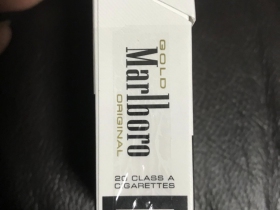 GOLD
Marlboro
ORIGINAL
20 CLASS A
CIGARETTES